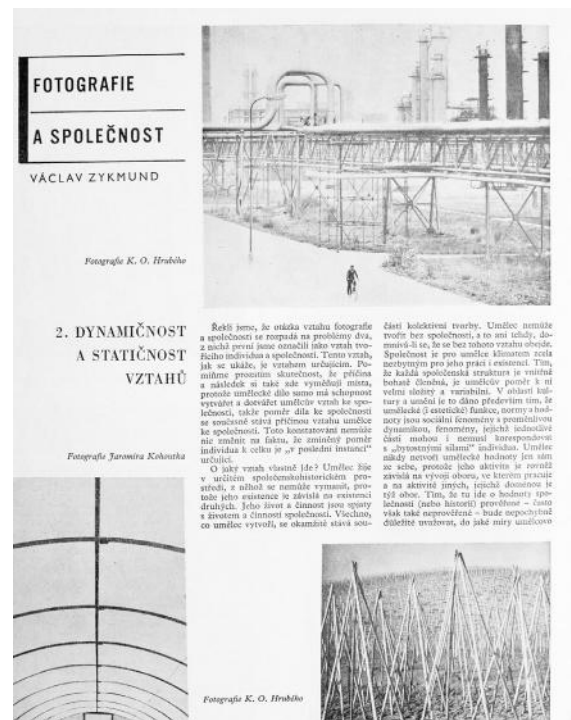 FOTOGRAFIE
A SPOLEČNOST
VÁCLAV ZYKMUND
Fotografie K. O. Hrubého
2. DYNAMIČNOST
A STATIČNOST
VZTAHŮ
Fotografie Jaromíra Kohoutka
Řekli jsme, že otázka vztahu fotografie
a společnosti se rozpadá na problémy dva,
z nichž první jsme označili jako vztah tvo-
řícího individua a společnosti. Tento vztah,
jak se ukáže, je vztahem určujícím. Po-
miňme prozatím skutečnost, že příčina
a následek si také zde vyměňují místa,
protože umělecké dílo samo má schopnost
vytvářet a dotvářet umělcův vztah ke spo-
lečnosti, takže poměr díla ke společnosti
se současně stává příčinou vztahu umělce
ke společnosti. Toto konstatování nemůže
nic změnit na faktu, že zmíněný poměr
individua k celku je „v poslední instanci"
určující.
O jaký vztah vlastně jde? Umělec žije
v určitém společenskohistorickém pro-
středí, z něhož se nemůže vymanit, pro-
tože jeho existence je závislá na existenci
druhých. Jeho život a činnost jsou spjaty
s životem a činností společnosti. Všechno,
co umělec vytvoří, se okamžitě stává sou-
částí kolektivní tvorby. Umělec nemůže
tvořit bez společnosti, a to ani tehdy, do-
mnívá-li se, že se bez tohoto vztahu obejde.
Společnost je pro umělce klimatem zcela
nezbytným pro jeho práci i existenci. Tím,
že každá společenská struktura je vnitřně
bohatě členěná, je umělcův poměr k ní
velmi složitý a variabilní. V oblasti kul-
tury a umění je to dáno především tím, že
umělecké (i estetické) funkce, normy a hod-
noty jsou sociální fenomény s proměnlivou
dynamikou, fenomény, jejichž jednotlivé
části mohou i nemusí korespondovat
s „bytostnými silami" individua. Umělec
nikdy netvoří umělecké hodnoty jen sám
ze sebe, protože jeho aktivita je rovněž
závislá na vývoji oboru, ve kterém pracuje
a na aktivitě jiných, jejichž doménou je
týž obor. Tím, že tu jde o hodnoty spo-
lečností (nebo historií) prověřené – často
však také neprověřené – bude nepochybně
důležité uvažovat, do jaké míry umělcovo
Fotografie K. O. Hrubého